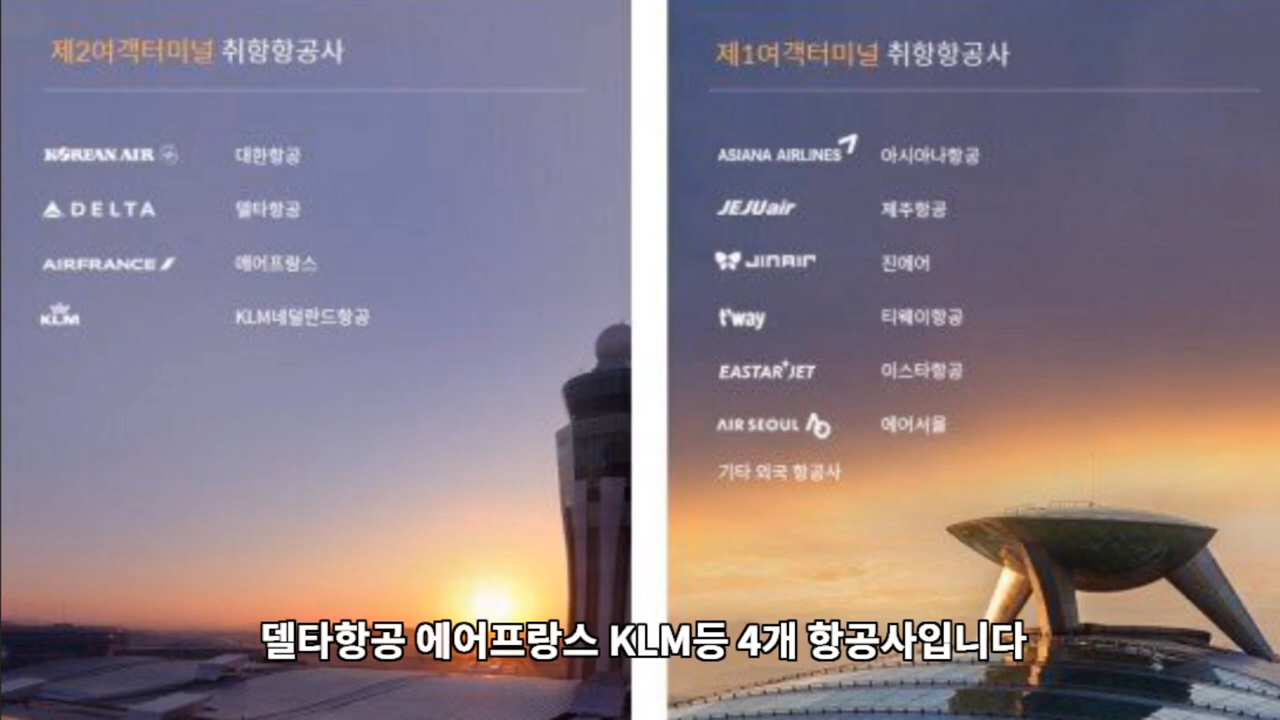 제2여객터미널 취항항공사
KOREAN AIR 대한항공
DELTA 델타항공
AIRFRANCE 에어프랑스
KLM KLM네덜란드항공
제1여객터미널 취항항공사
ASIANA AIRLINES 아시아나항공
JEJUair 제주항공
JINAIR 진에어
t'way 티웨이항공
EASTAR JET 이스타항공
AIR SEOUL 에어서울
기타 외국 항공사
델타항공 에어프랑스 KLM등 4개 항공사입니다